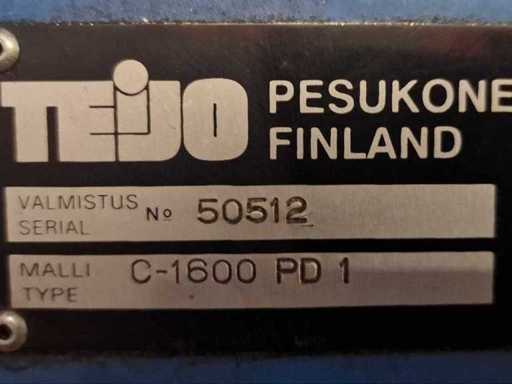 TEIJO PESUKONE
FINLAND
VALMISTUS
SERIAL
No 50512
MALLI
TYPE
C-1600 PD 1